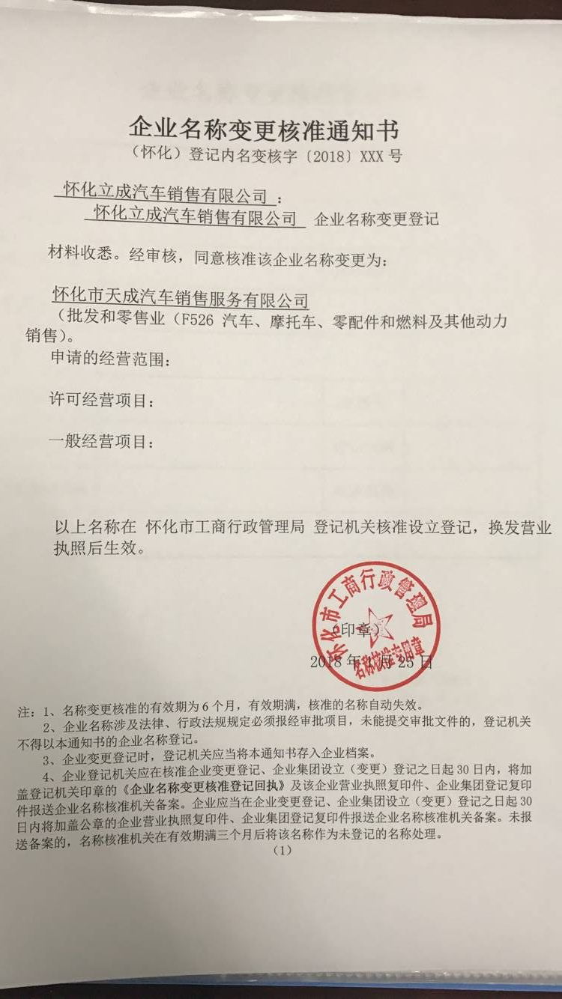 企业名称变更核准通知书
（怀化）登记内名变核字〔2018〕XXX 号
怀化立成汽车销售有限公司：
怀化立成汽车销售有限公司 企业名称变更登记
材料收悉。经审核，同意核准该企业名称变更为：
怀化市天成汽车销售服务有限公司
（批发和零售业（F526 汽车、摩托车、零配件和燃料及其他动力
销售）。
申请的经营范围：
许可经营项目：
一般经营项目：
以上名称在 怀化市工商行政管理局 登记机关核准设立登记，换发营业
执照后生效。
怀化市工商行政管理局
（印章）
名称核准专用章
2018 年 1 月 25 日
注：1、名称变更核准的有效期为 6 个月，有效期满，核准的名称自动失效。
2、企业名称涉及法律、行政法规规定必须报经审批项目，未能提交审批文件的，登记机关
不得以本通知书的企业名称登记。
3、企业变更登记时，登记机关应当将本通知书存入企业档案。
4、企业登记机关应在核准企业变更登记、企业集团设立（变更）登记之日起 30 日内，将加
盖登记机关印章的《企业名称变更核准登记回执》及该企业营业执照复印件、企业集团登记复印
件报送企业名称核准机关备案。企业应当在企业变更登记、企业集团设立（变更）登记之日起 30
日内将加盖公章的企业营业执照复印件、企业集团登记复印件报送企业名称核准机关备案。未报
送备案的，名称核准机关在有效期满三个月后将该名称作为未登记的名称处理。
（1）